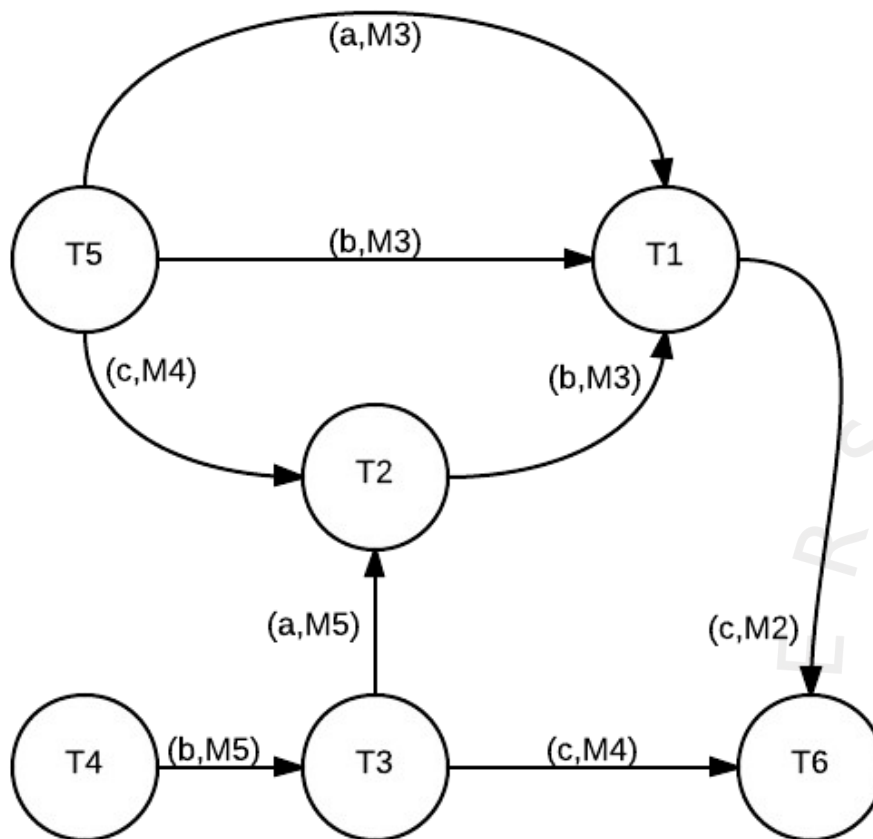 (a,M3)
T5
(b,M3)
T1
(c,M4)
(b,M3)
T2
(a,M5)
(c,M2)
T4
(b,M5)
T3
(c,M4)
T6
E R S